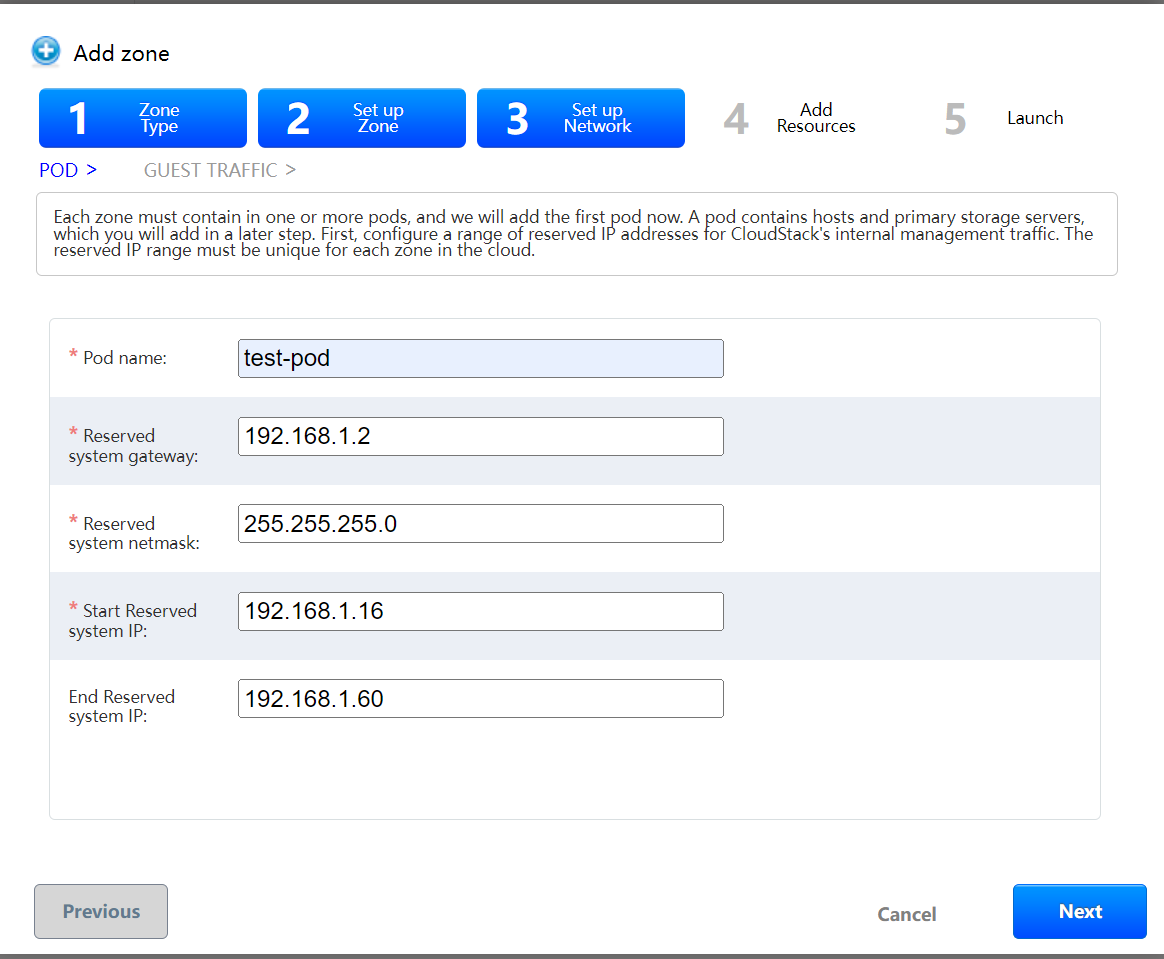 Add zone
1 Zone Type
2 Set up Zone
3 Set up Network
4 Add Resources
5 Launch
POD > GUEST TRAFFIC >
Each zone must contain in one or more pods, and we will add the first pod now. A pod contains hosts and primary storage servers,
which you will add in a later step. First, configure a range of reserved IP addresses for CloudStack's internal management traffic. The
reserved IP range must be unique for each zone in the cloud.
* Pod name: test-pod
* Reserved
system gateway: 192.168.1.2
* Reserved
system netmask: 255.255.255.0
* Start Reserved
system IP: 192.168.1.16
End Reserved
system IP: 192.168.1.60
Previous Cancel Next